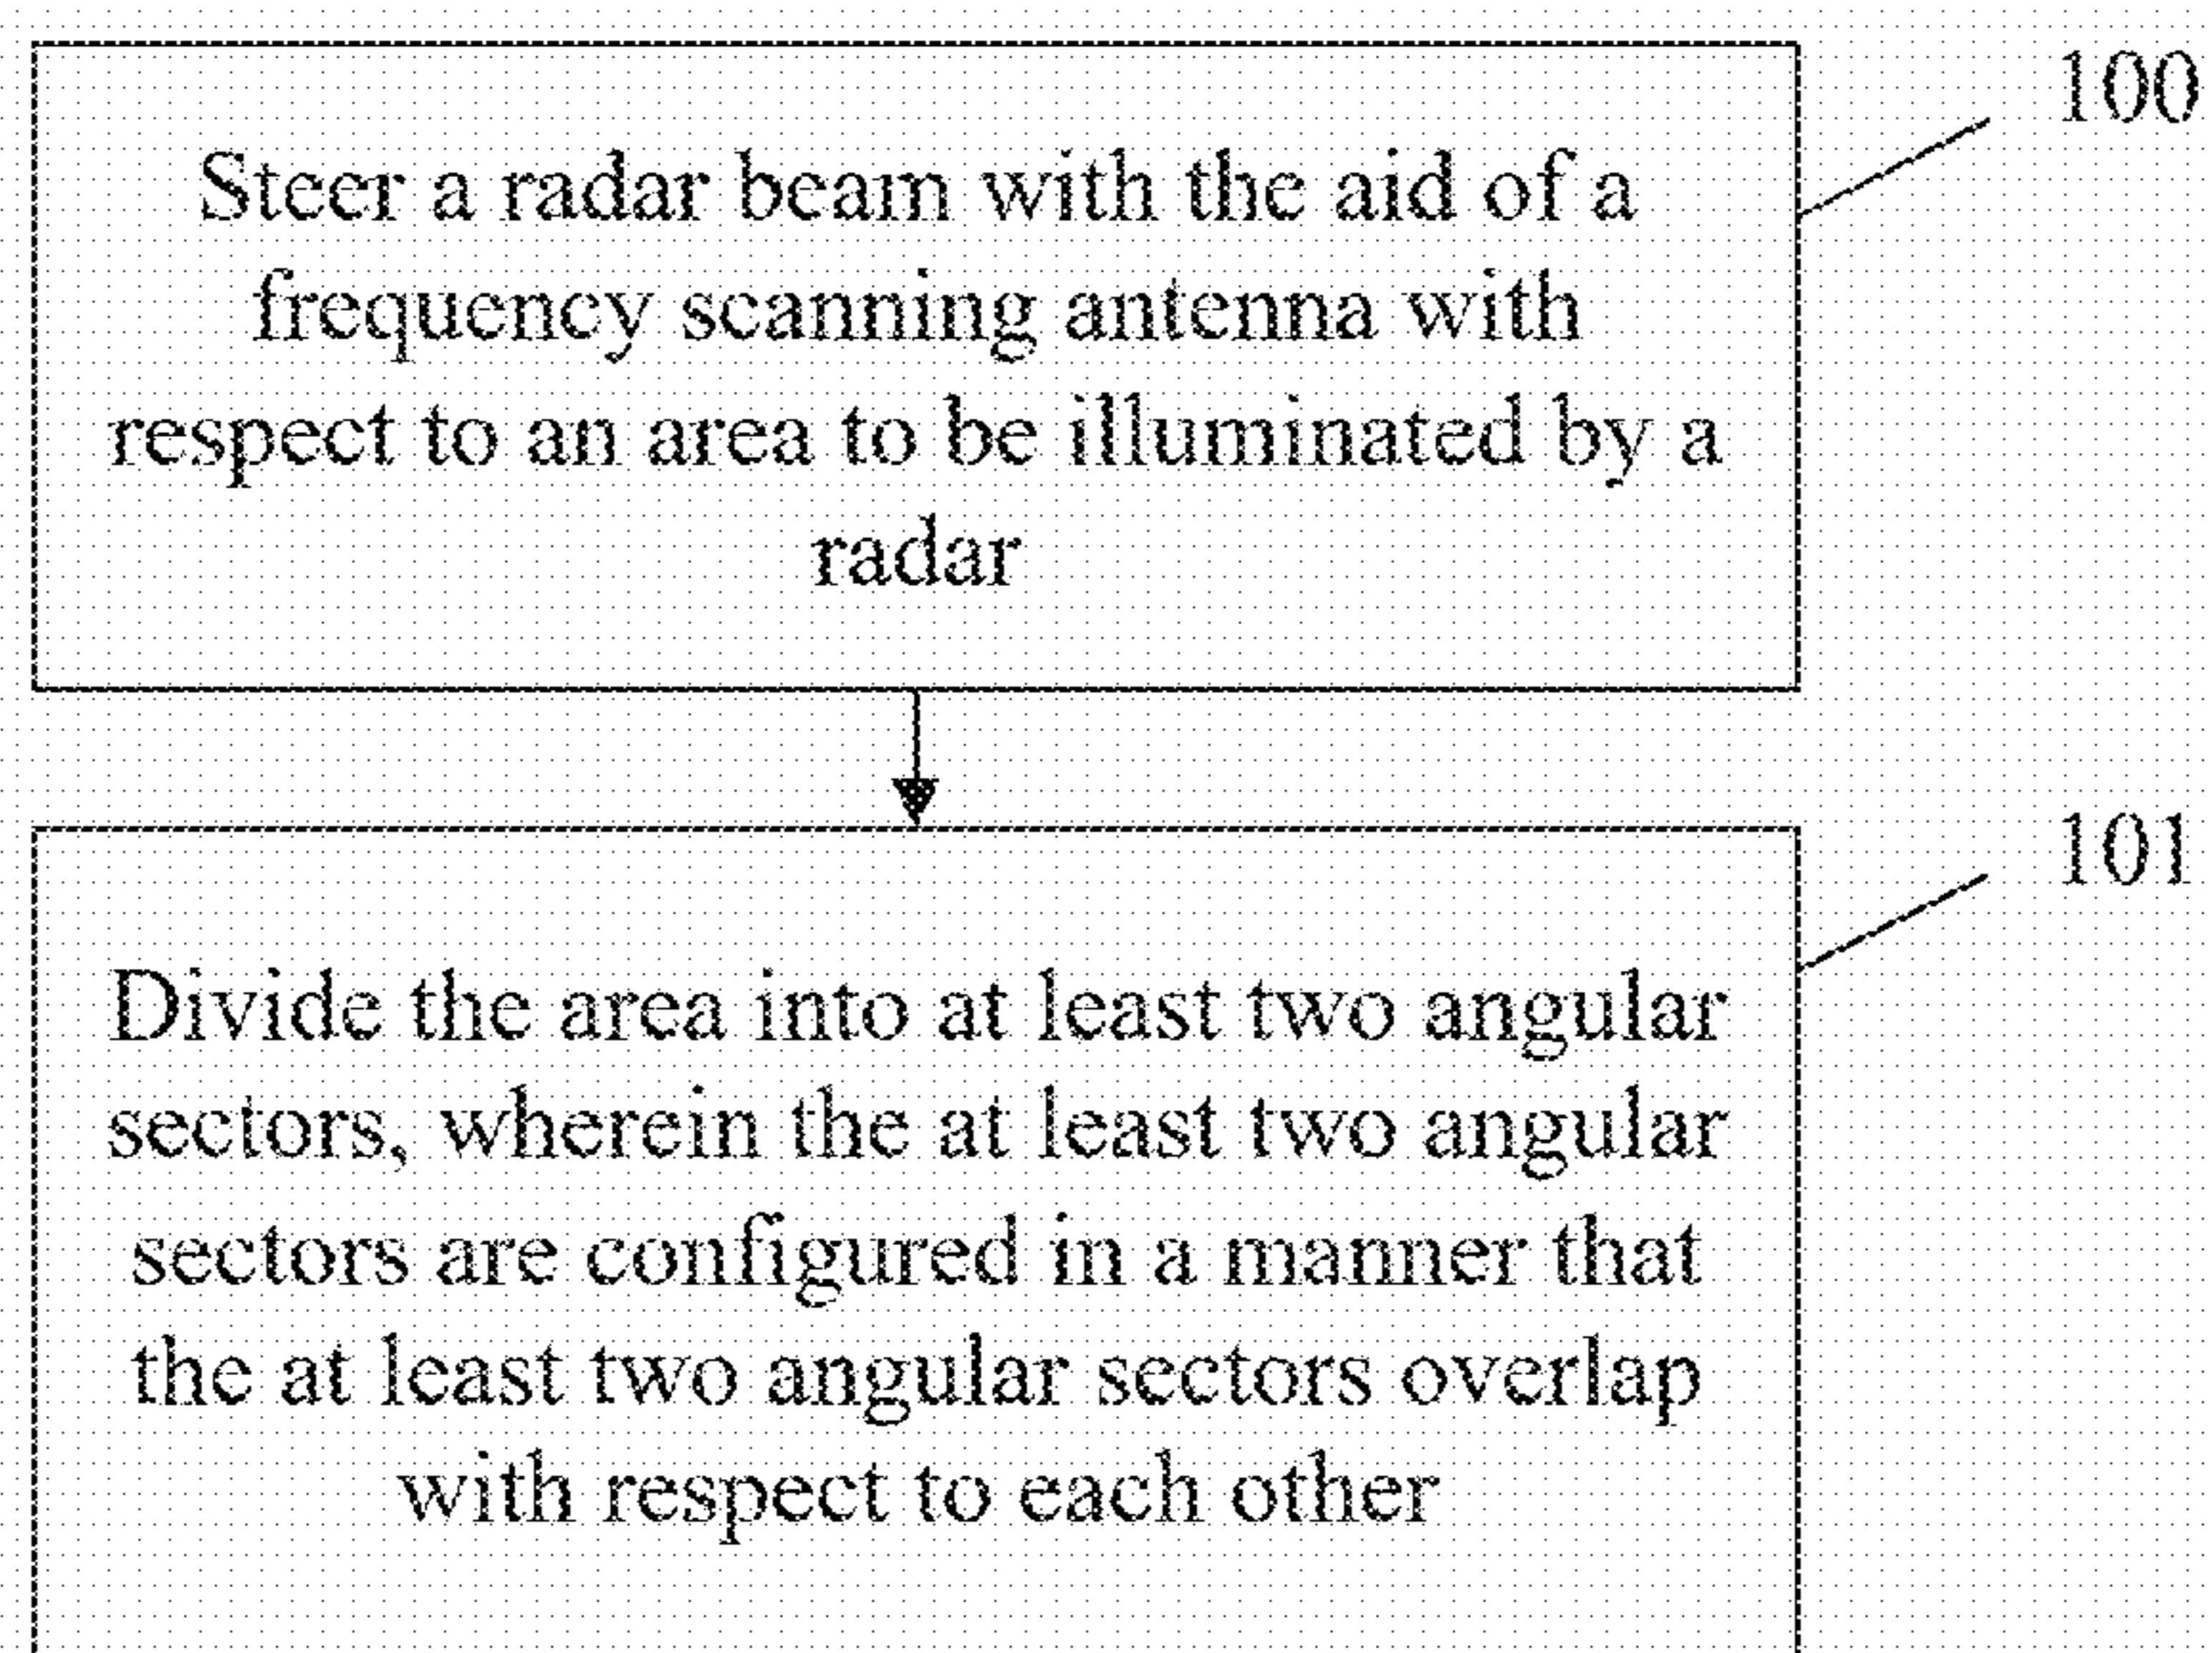 100
Steer a radar beam with the aid of a
frequency scanning antenna with
respect to an area to be illuminated by a
radar
101
Divide the area into at least two angular
sectors, wherein the at least two angular
sectors are configured in a manner that
the at least two angular sectors overlap
with respect to each other